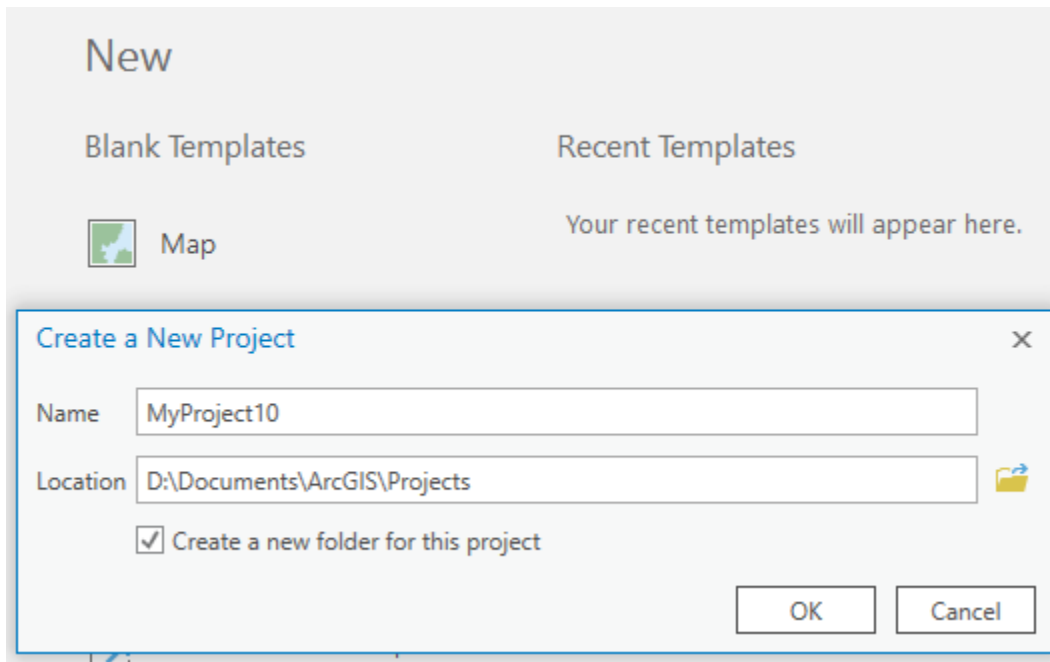 New
Blank Templates
Recent Templates
Map
Your recent templates will appear here.
Create a New Project
Name
MyProject10
Location
D:\Documents\ArcGIS\Projects
Create a new folder for this project
OK
Cancel